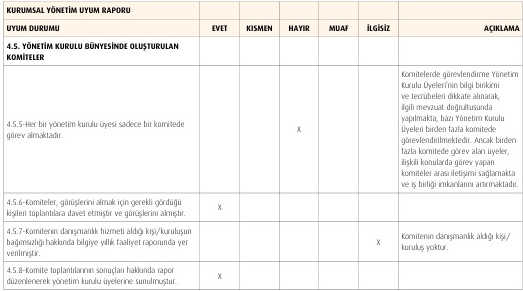 KURUMSAL YÖNETİM UYUM RAPORU
UYUM DURUMU EVET KISMEN HAYIR MUAF İLGİSİZ AÇIKLAMA
4.5. YÖNETİM KURULU BÜNYESİNDE OLUŞTURULAN
KOMİTELER
4.5.5-Her bir yönetim kurulu üyesi sadece bir komitede
görev almaktadır.
X
Komitelerde görevlendirme Yönetim
Kurulu Üyeleri'nin bilgi birikimi
ve tecrübeleri dikkate alınarak,
ilgili mevzuat doğrultusunda
yapılmakta, bazı Yönetim Kurulu
Üyeleri birden fazla komitede
görevlendirilmektedir. Ancak birden
fazla komitede görev alan üyeler,
ilişkili konularda görev yapan
komiteler arası iletişimi sağlamakta
ve iş birliği imkanlarını artırmaktadır.
4.5.6-Komiteler, görüşlerini almak için gerekli gördüğü
kişileri toplantılara davet etmiştir ve görüşlerini almıştır.
X
4.5.7-Komitenin danışmanlık hizmeti aldığı kişi/kuruluşun
bağımsızlığı hakkında bilgiye yıllık faaliyet raporunda yer
verilmiştir.
X
Komitenin danışmanlık aldığı kişi/
kuruluş yoktur.
4.5.8-Komite toplantılarının sonuçları hakkında rapor
düzenlenerek yönetim kurulu üyelerine sunulmuştur.
X